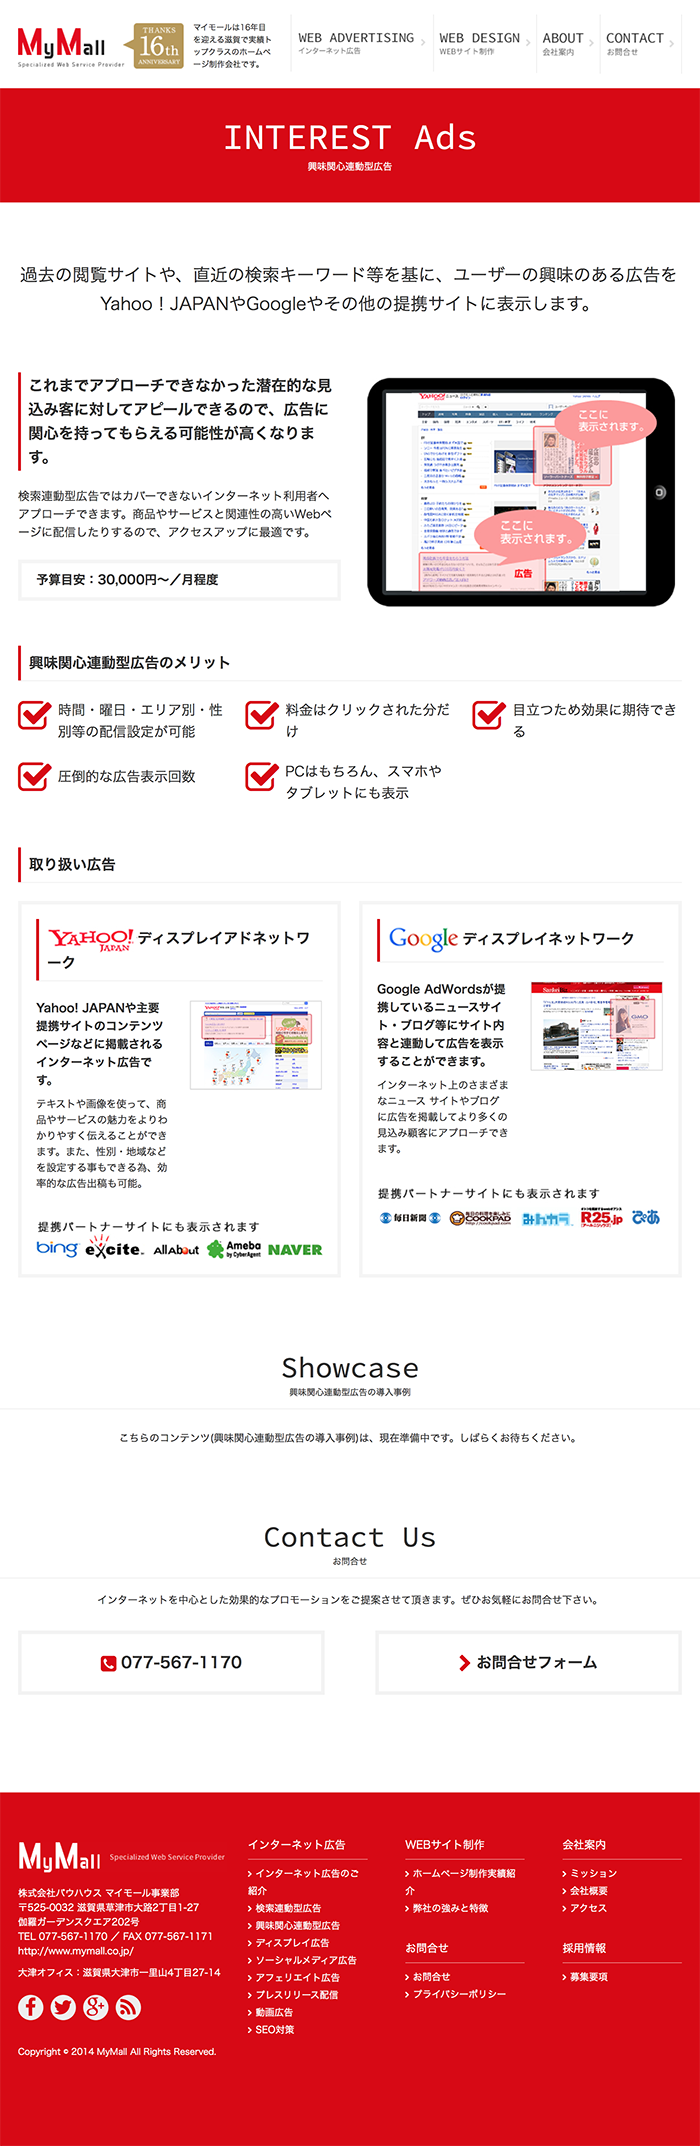 MyMall
Specialized Web Service Provider
THANKS
16th
ANNIVERSARY
マイモールは16年目
を迎える滋賀で実績ト
ップクラスのホームペ
ージ制作会社です。
WEB ADVERTISING
インターネット広告
WEB DESIGN
WEBサイト制作
ABOUT
会社案内
CONTACT
お問合せ
INTEREST Ads
興味関心連動型広告
過去の閲覧サイトや、直近の検索キーワード等を基に、ユーザーの興味のある広告を
Yahoo！JAPANやGoogleやその他の提携サイトに表示します。
これまでアプローチできなかった潜在的な見
込み客に対してアピールできるので、広告に
関心を持ってもらえる可能性が高くなりま
す。
検索連動型広告ではカバーできないインターネット利用者へ
アプローチできます。商品やサービスと関連性の高いWebペ
ージに配信したりするので、アクセスアップに最適です。
予算目安：30,000円〜／月程度
YAHOO! ニュース
JAPAN
ここに
表示されます。
ここに
表示されます。
広告
興味関心連動型広告のメリット
時間・曜日・エリア別・性
別等の配信設定が可能
料金はクリックされた分だ
け
目立つため効果に期待でき
る
圧倒的な広告表示回数
PCはもちろん、スマホや
タブレットにも表示
取り扱い広告
YAHOO! JAPAN ディスプレイアドネットワ
ーク
Yahoo! JAPANや主要
提携サイトのコンテンツ
ページなどに掲載される
インターネット広告で
す。
テキストや画像を使って、商
品やサービスの魅力をよりわ
かりやすく伝えることができ
ます。また、性別・地域など
を設定する事もできる為、効
率的な広告出稿も可能。
提携パートナーサイトにも表示されます
bing excite AllAbout Ameba by CyberAgent NAVER
Google ディスプレイネットワーク
Google AdWordsが提
携しているニュースサイ
ト・ブログ等にサイト内
容と連動して広告を表示
することができます。
インターネット上のさまざま
なニュース サイトやブログ
に広告を掲載してより多くの
見込み顧客にアプローチでき
ます。
GMO
提携パートナーサイトにも表示されます
毎日新聞 COOKPAD みんカラ R25.jp ぴあ
Showcase
興味関心連動型広告の導入事例
こちらのコンテンツ(興味関心連動型広告の導入事例)は、現在準備中です。しばらくお待ちください。
Contact Us
お問合せ
インターネットを中心とした効果的なプロモーションをご提案させて頂きます。ぜひお気軽にお問合せ下さい。
077-567-1170
お問合せフォーム
MyMall Specialized Web Service Provider
株式会社バウハウス マイモール事業部
〒525-0032 滋賀県草津市大路2丁目1-27
伽羅ガーデンスクエア202号
TEL 077-567-1170 ／ FAX 077-567-1171
http://www.mymall.co.jp/
大津オフィス：滋賀県大津市一里山4丁目27-14
Copyright © 2014 MyMall All Rights Reserved.
インターネット広告
インターネット広告のご
紹介
検索連動型広告
興味関心連動型広告
ディスプレイ広告
ソーシャルメディア広告
アフェリエイト広告
プレスリリース配信
動画広告
SEO対策
WEBサイト制作
ホームページ制作実績紹
介
弊社の強みと特徴
お問合せ
お問合せ
プライバシーポリシー
会社案内
ミッション
会社概要
アクセス
採用情報
募集要項